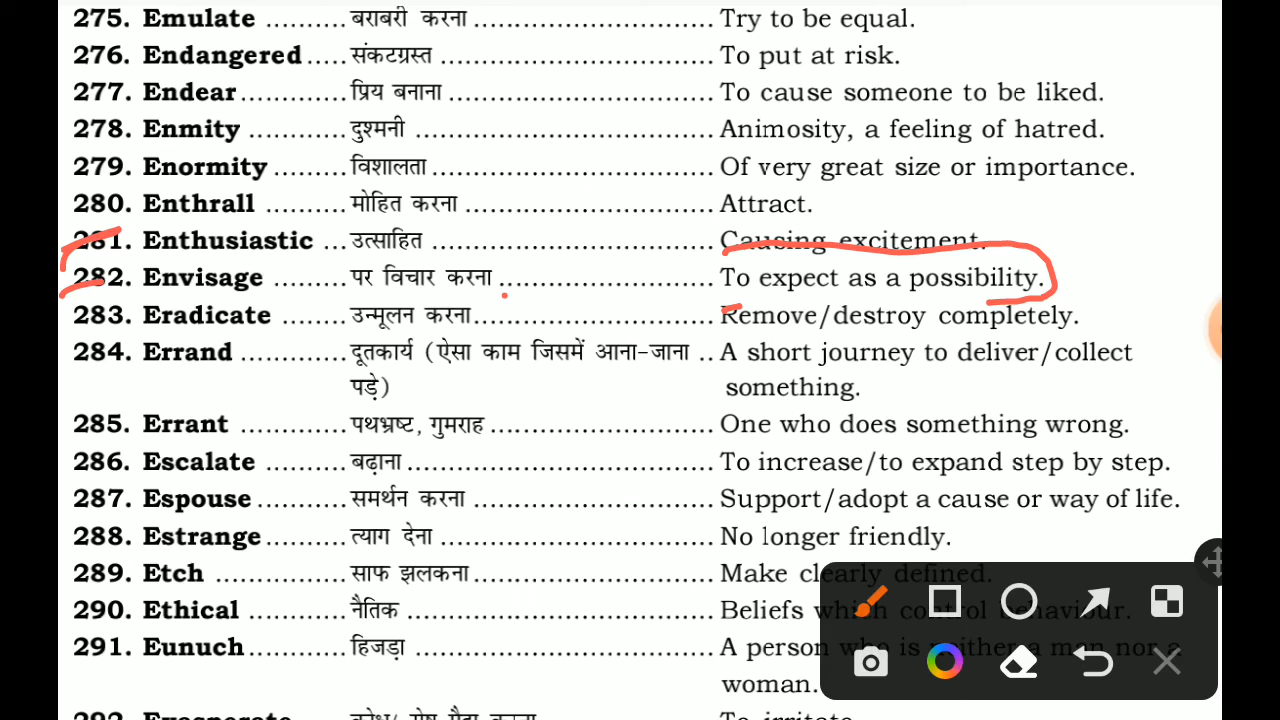 275. Emulate .......... बराबरी करना ................................. Try to be equal.
276. Endangered ..... संकटग्रस्त ..................................... To put at risk.
277. Endear ............ प्रिय बनाना .................................... To cause someone to be liked.
278. Enmity ........... दुश्मनी ........................................ Animosity, a feeling of hatred.
279. Enormity ......... विशालता ...................................... Of very great size or importance.
280. Enthrall .......... मोहित करना .................................. Attract.
281. Enthusiastic ... उत्साहित ...................................... Causing excitement.
282. Envisage ......... पर विचार करना .............................. To expect as a possibility.
283. Eradicate ........ उन्मूलन करना................................. Remove/destroy completely.
284. Errand ............ दूतकार्य (ऐसा काम जिसमें आना-जाना .. A short journey to deliver/collect
पड़े) something.
285. Errant ............. पथभ्रष्ट, गुमराह ................................ One who does something wrong.
286. Escalate .......... बढ़ाना ......................................... To increase/to expand step by step.
287. Espouse ........... समर्थन करना ................................. Support/adopt a cause or way of life.
288. Estrange .......... त्याग देना ..................................... No longer friendly.
289. Etch ................ साफ झलकना ................................. Make clearly defined.
290. Ethical ............ नैतिक .......................................... Beliefs which control behaviour.
291. Eunuch ............ हिजड़ा ......................................... A person who is neither a man nor a
woman.
292. Exasperate To irritate